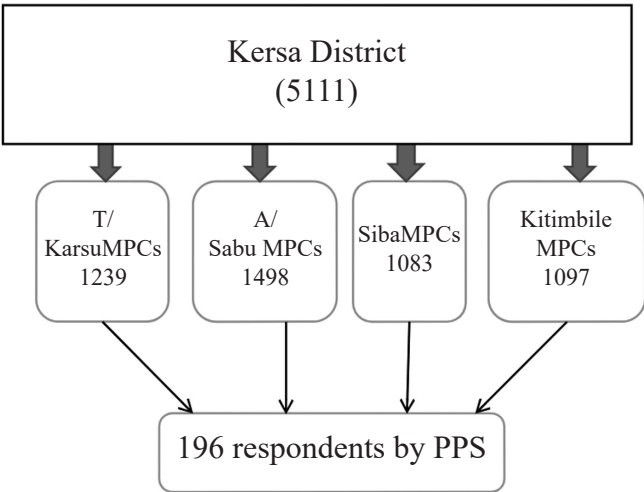 Kersa District
(5111)
T/
KarsuMPCs
1239
A/
Sabu MPCs
1498
SibaMPCs
1083
Kitimbile
MPCs
1097
196 respondents by PPS